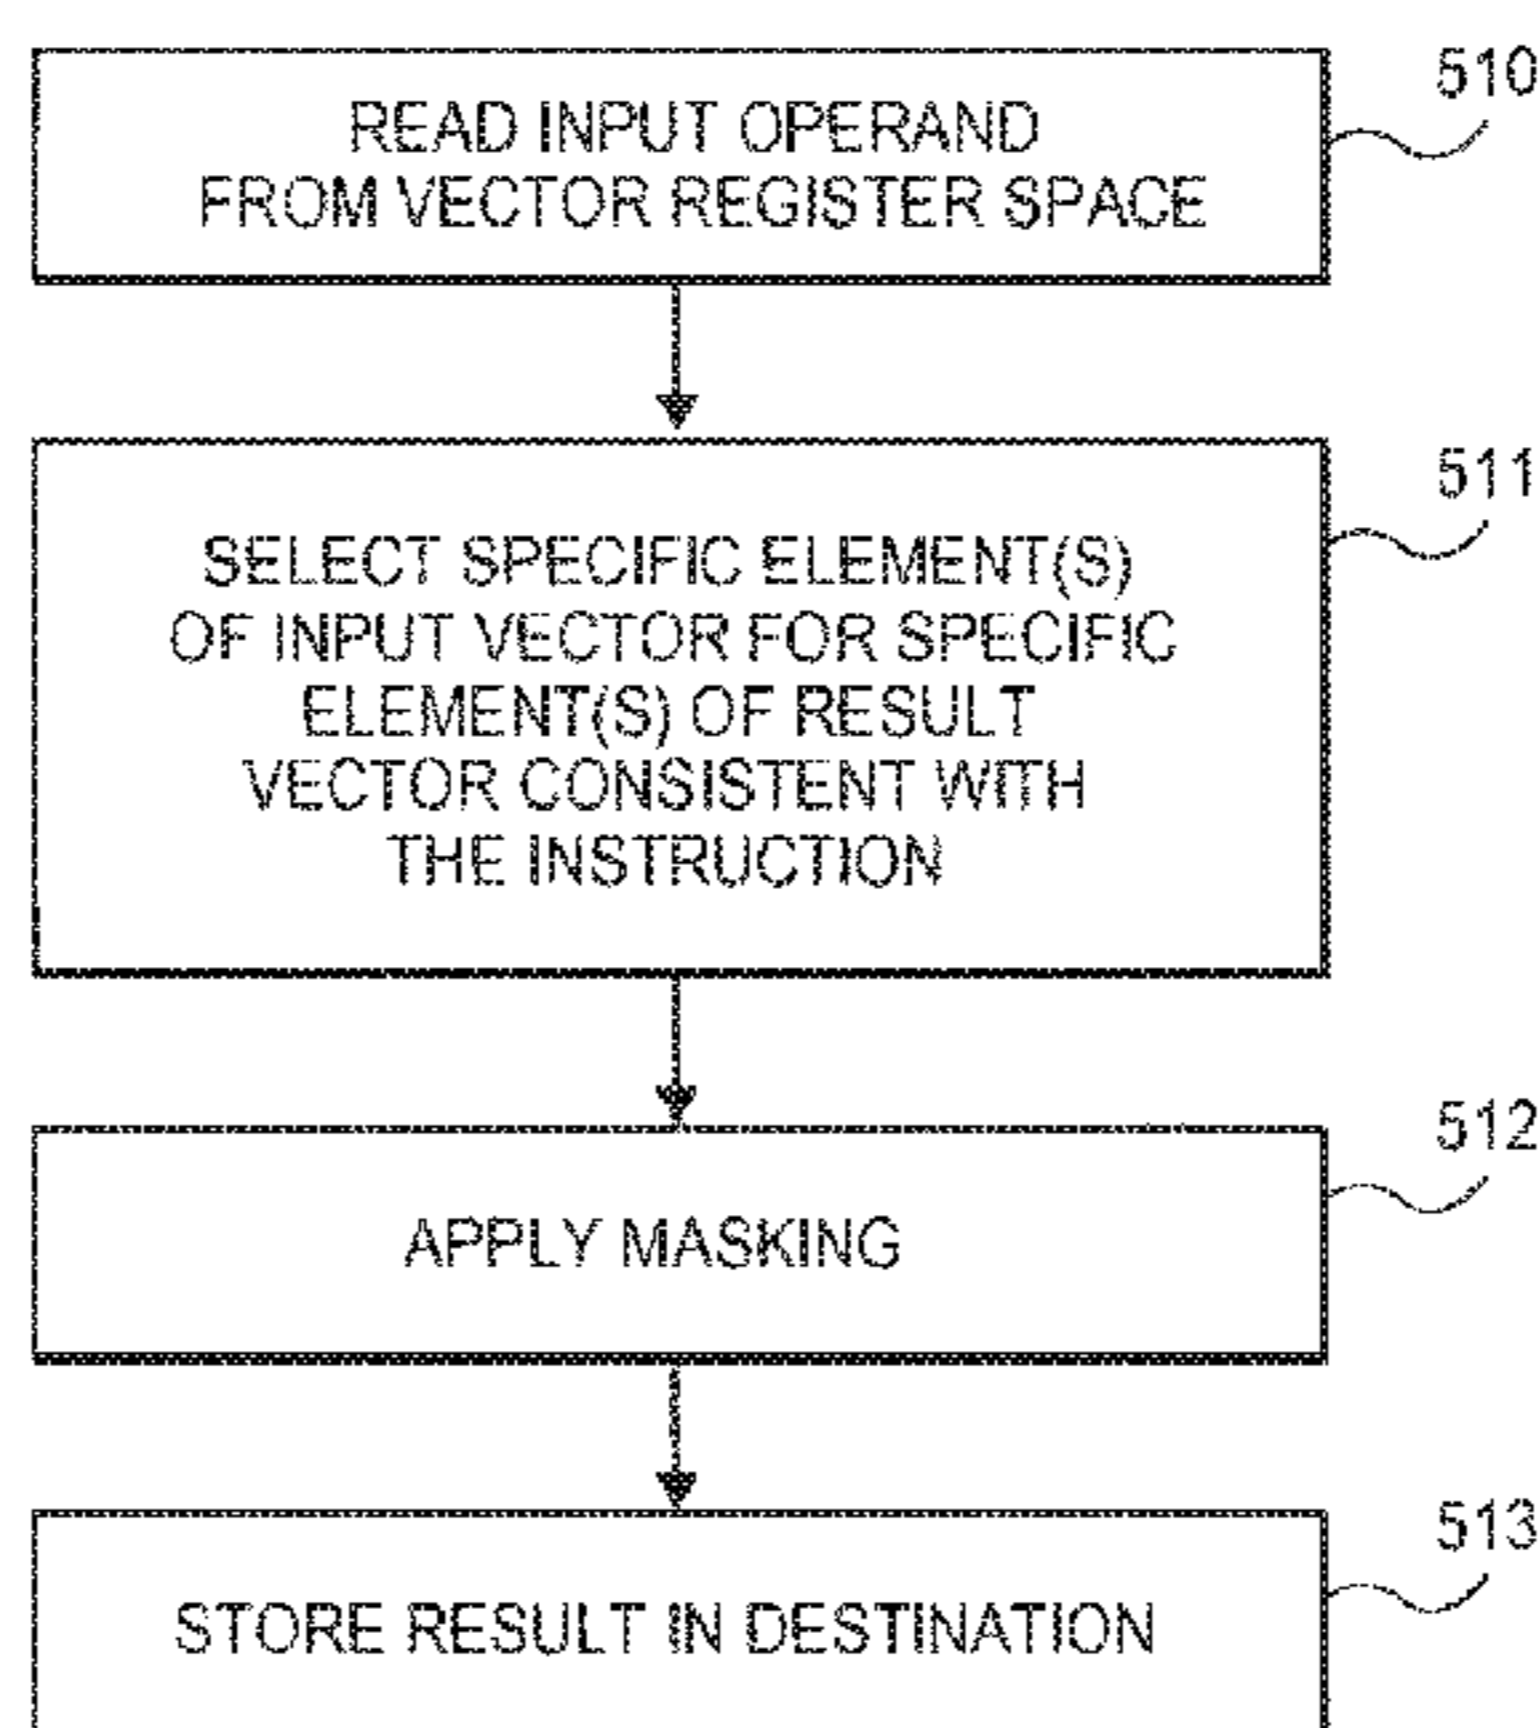 510
READ INPUT OPERAND
FROM VECTOR REGISTER SPACE
511
SELECT SPECIFIC ELEMENT(S)
OF INPUT VECTOR FOR SPECIFIC
ELEMENT(S) OF RESULT
VECTOR CONSISTENT WITH
THE INSTRUCTION
512
APPLY MASKING
513
STORE RESULT IN DESTINATION